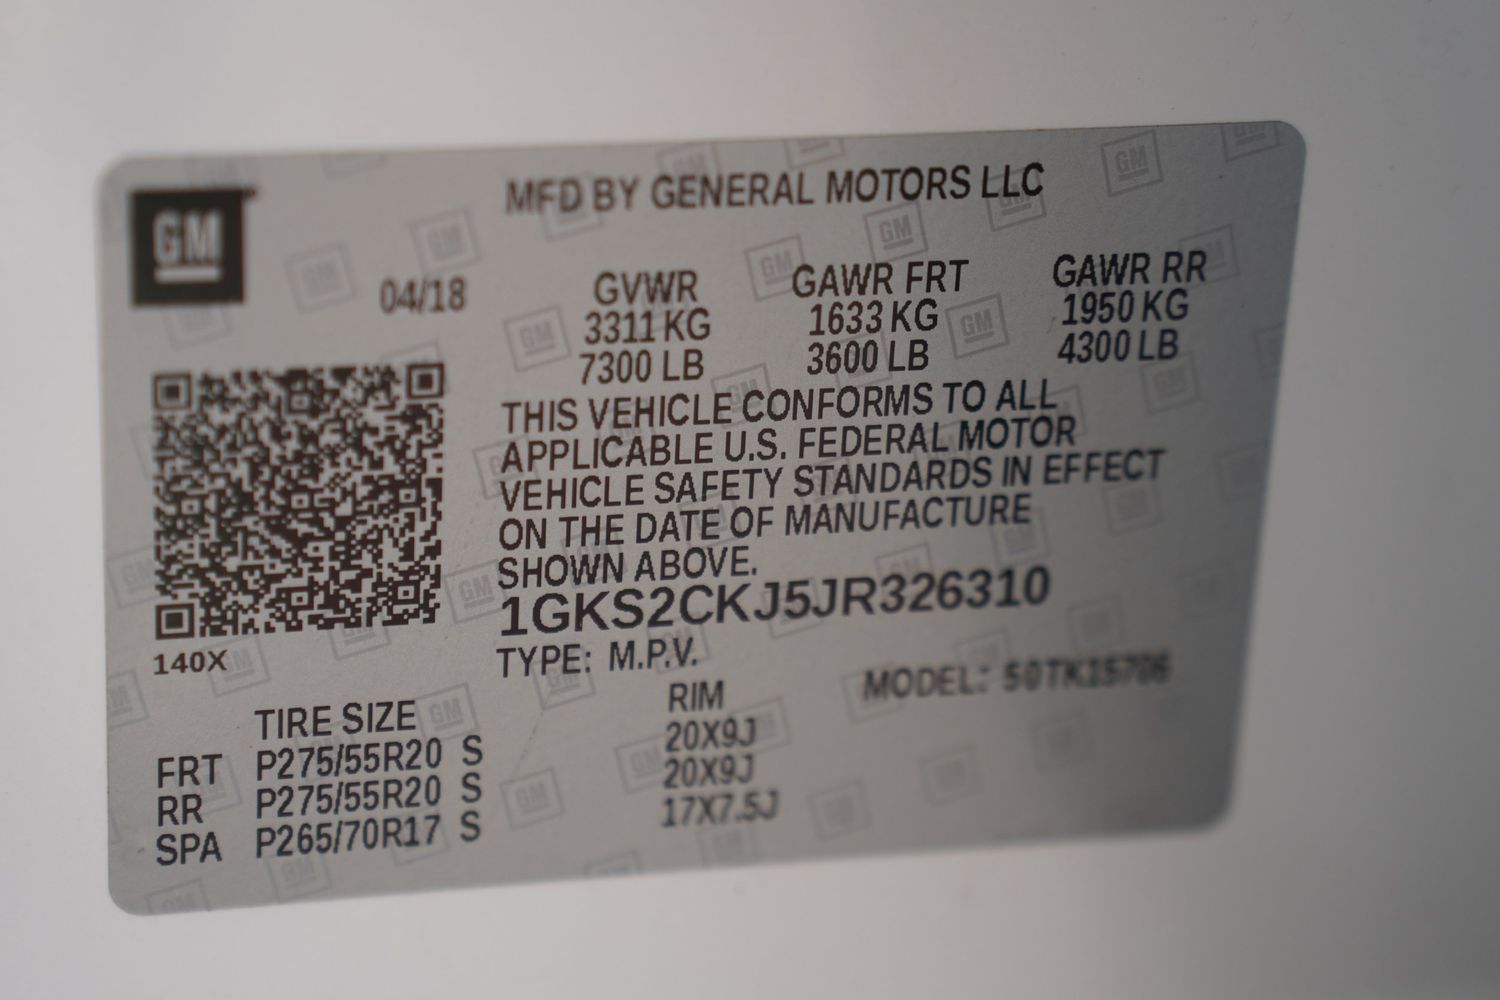 GM
MFD BY GENERAL MOTORS LLC
04/18
GVWR GAWR FRT GAWR RR
3311 KG 1633 KG 1950 KG
7300 LB 3600 LB 4300 LB
THIS VEHICLE CONFORMS TO ALL
APPLICABLE U.S. FEDERAL MOTOR
VEHICLE SAFETY STANDARDS IN EFFECT
ON THE DATE OF MANUFACTURE
SHOWN ABOVE.
1GKS2CKJ5JR326310
140X
TYPE: M.P.V. MODEL: 50TK15706
TIRE SIZE RIM
FRT P275/55R20 S 20X9J
RR P275/55R20 S 20X9J
SPA P265/70R17 S 17X7.5J